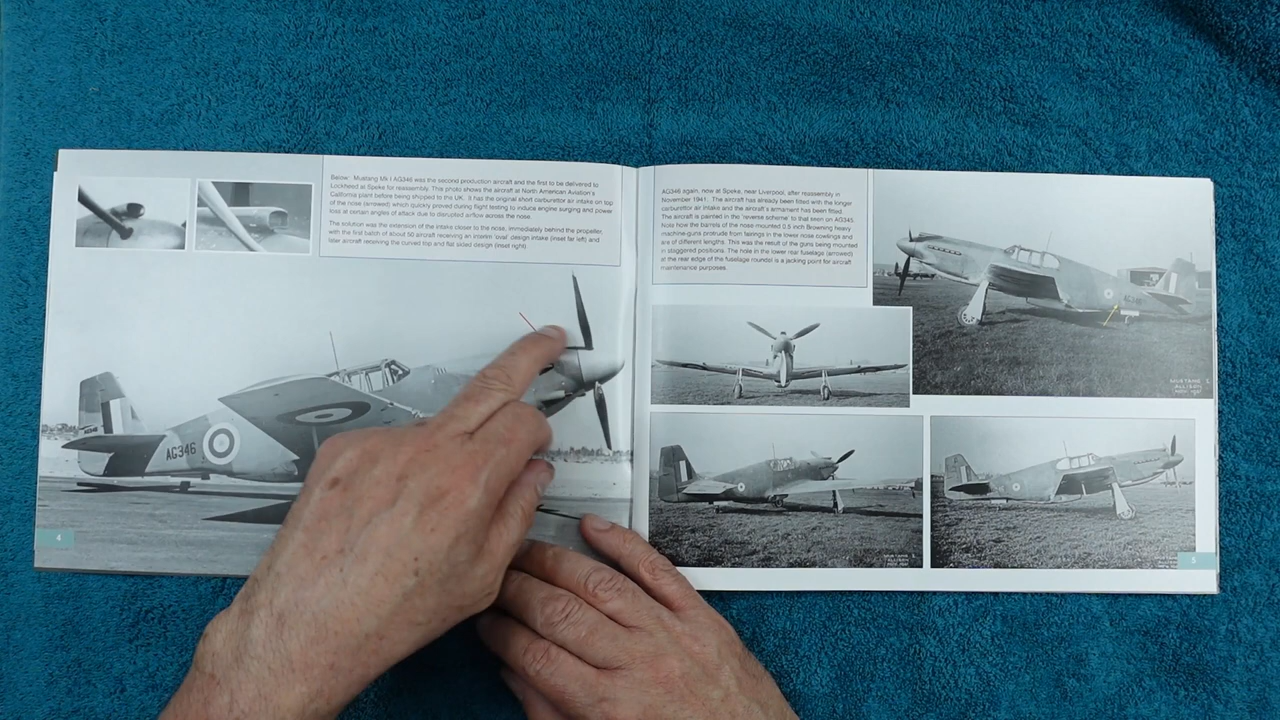 Below: Mustang Mk I AG346 was the second production aircraft and the first to be delivered to
Lockheed at Speke for reassembly. This photo shows the aircraft at North American Aviation's
California plant before being shipped to the UK. It has the original short carburettor air intake on top
of the nose (arrowed) which quickly proved during flight testing to induce engine surging and power
loss at certain angles of attack due to disrupted airflow across the nose.
The solution was the extension of the intake closer to the nose, immediately behind the propeller,
with the first batch of about 50 aircraft receiving an interim 'oval' design intake (inset far left) and
later aircraft receiving the curved top and flat sided design (inset right).
AG346
4
AG346 again, now at Speke, near Liverpool, after reassembly in
November 1941. The aircraft has already been fitted with the longer
carburettor air intake and the aircraft's armament has been fitted.
The aircraft is painted in the 'reverse scheme' to that seen on AG345.
Note how the barrels of the nose mounted 0.5 inch Browning heavy
machine-guns protrude from fairings in the lower nose cowlings and
are of different lengths. This was the result of the guns being mounted
in staggered positions. The hole in the lower rear fuselage (arrowed)
at the rear edge of the fuselage roundel is a jacking point for aircraft
maintenance purposes.
AG346
MUSTANG I.
ALLISON
MUSTANG I.
ALLISON
5